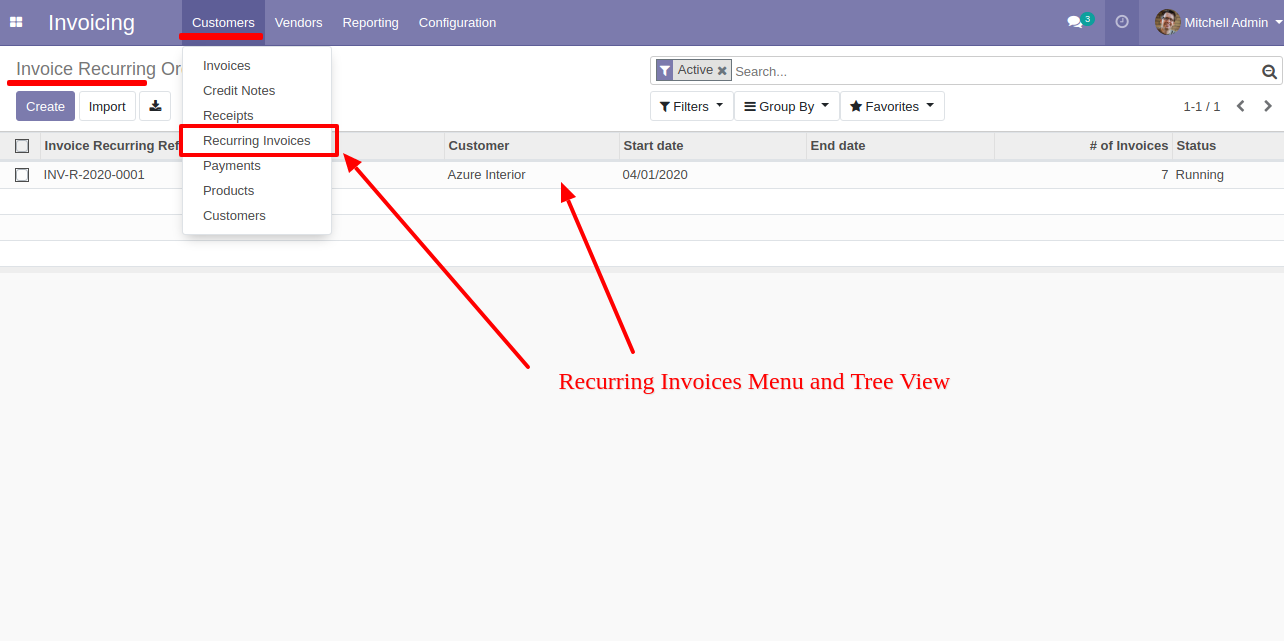 Invoicing Customers Vendors Reporting Configuration 3 Mitchell Admin
Invoice Recurring Or
Active Search...
Create Import Filters Group By Favorites 1-1 / 1
Invoices
Credit Notes
Receipts
Recurring Invoices
Payments
Products
Customers
Invoice Recurring Ref Customer Start date End date # of Invoices Status
INV-R-2020-0001 Azure Interior 04/01/2020 7 Running
Recurring Invoices Menu and Tree View